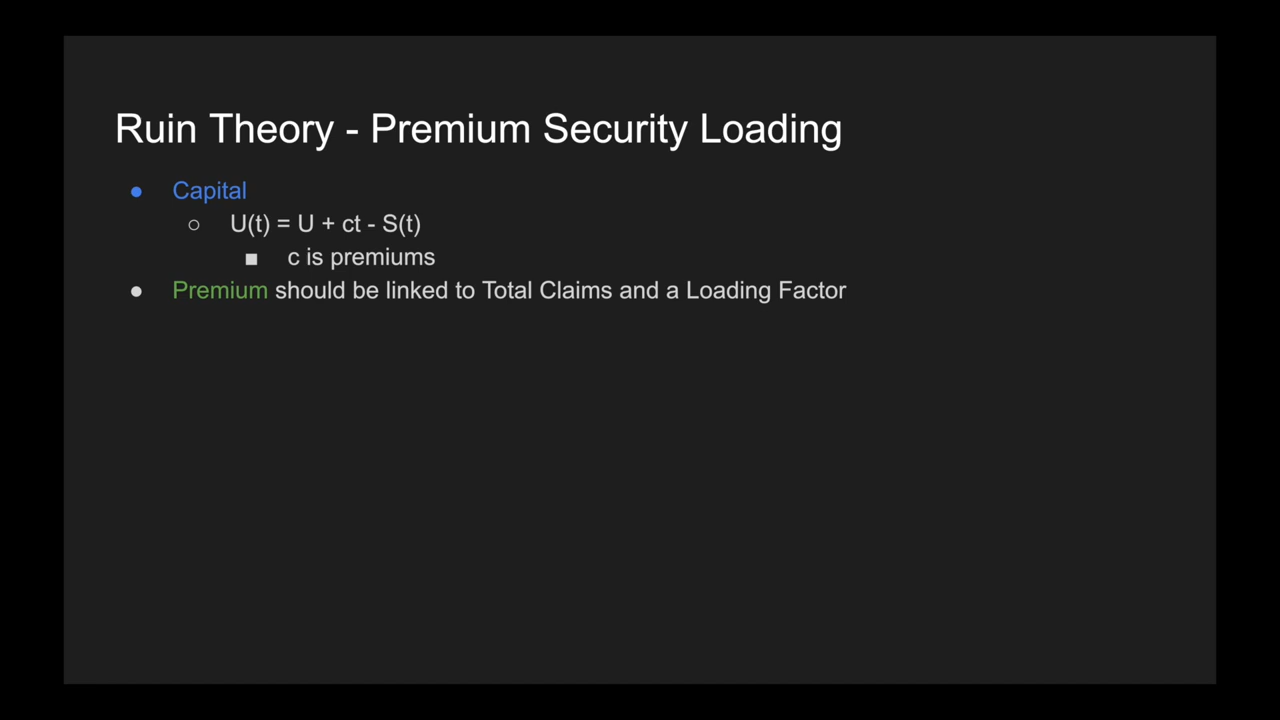 Ruin Theory - Premium Security Loading
● Capital
○ U(t) = U + ct - S(t)
■ c is premiums
● Premium should be linked to Total Claims and a Loading Factor